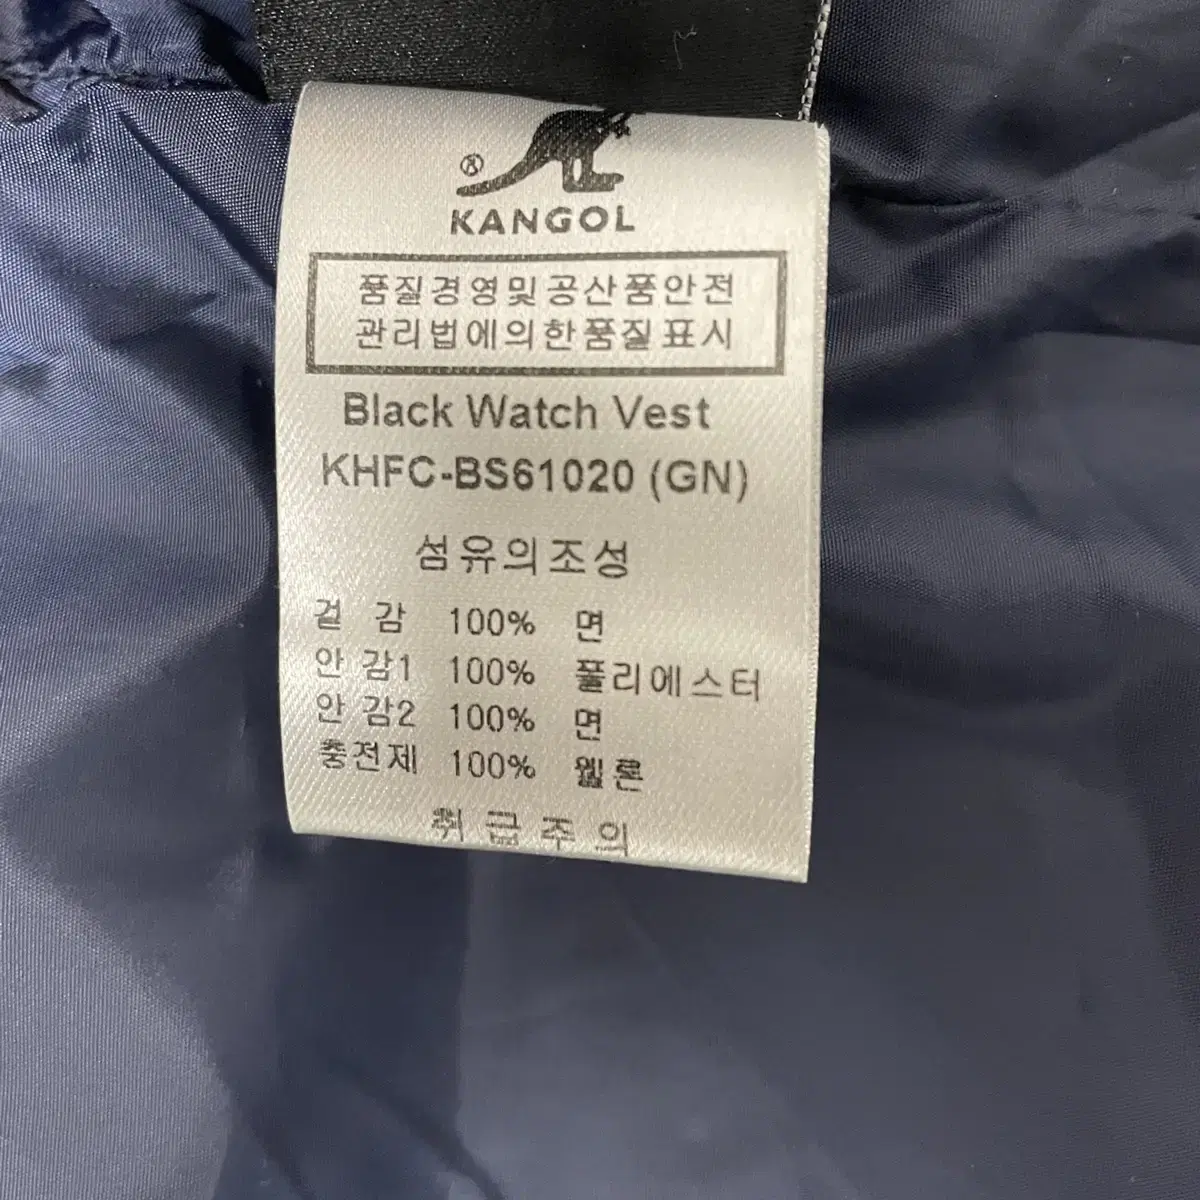 ®
KANGOL
품질경영및공산품안전
관리법에의한품질표시
Black Watch Vest
KHFC-BS61020 (GN)
섬유의조성
겉 감 100% 면
안 감1 100% 폴리에스터
안 감2 100% 면
충전제 100% 웰론
취급주의